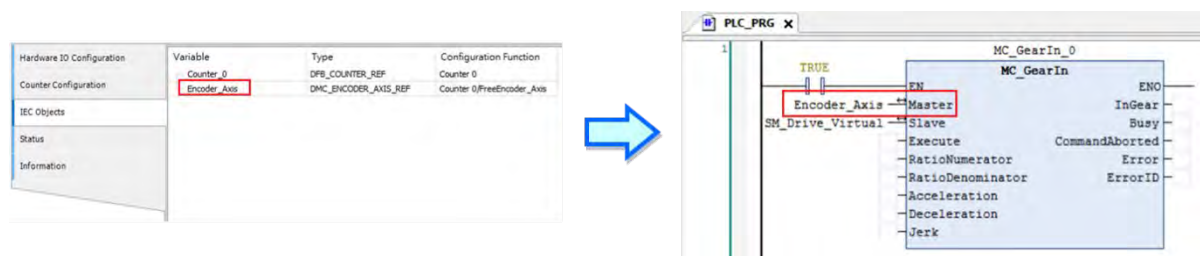 Hardware IO Configuration
Counter Configuration
IEC Objects
Status
Information
Variable Type Configuration Function
Counter_0 DFB_COUNTER_REF Counter 0
Encoder_Axis DMC_ENCODER_AXIS_REF Counter 0/FreeEncoder_Axis
PLC_PRG X
1
MC_GearIn_0
TRUE MC_GearIn
EN ENO
Encoder_Axis Master InGear
SM_Drive_Virtual Slave Busy
Execute CommandAborted
RatioNumerator Error
RatioDenominator ErrorID
Acceleration
Deceleration
Jerk